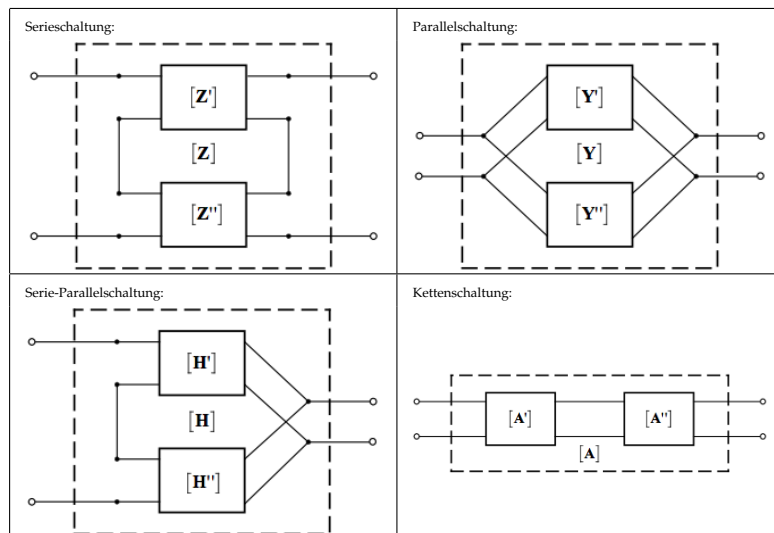 Serieschaltung:
[Z']
[Z]
[Z'']
Parallelschaltung:
[Y']
[Y]
[Y'']
Serie-Parallelschaltung:
[H']
[H]
[H'']
Kettenschaltung:
[A'] [A'']
[A]